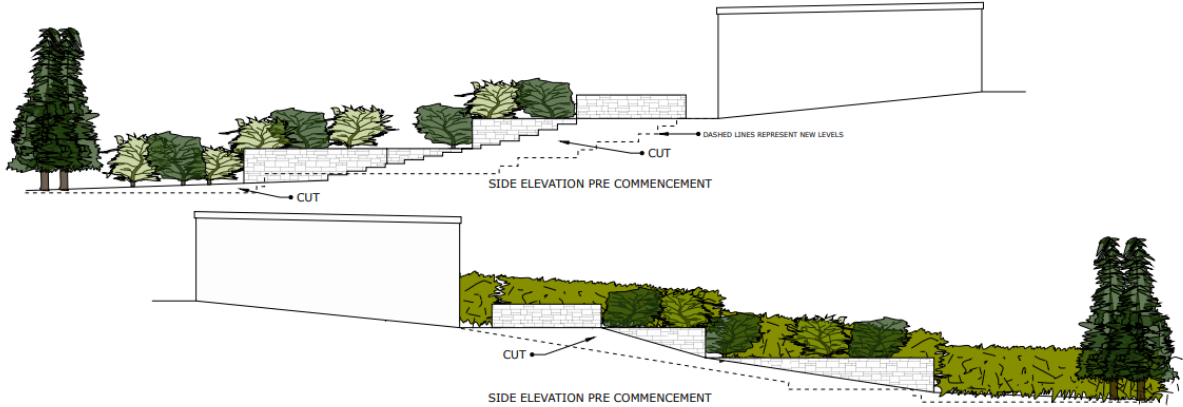 DASHED LINES REPRESENT NEW LEVELS
CUT
SIDE ELEVATION PRE COMMENCEMENT
CUT
CUT
SIDE ELEVATION PRE COMMENCEMENT